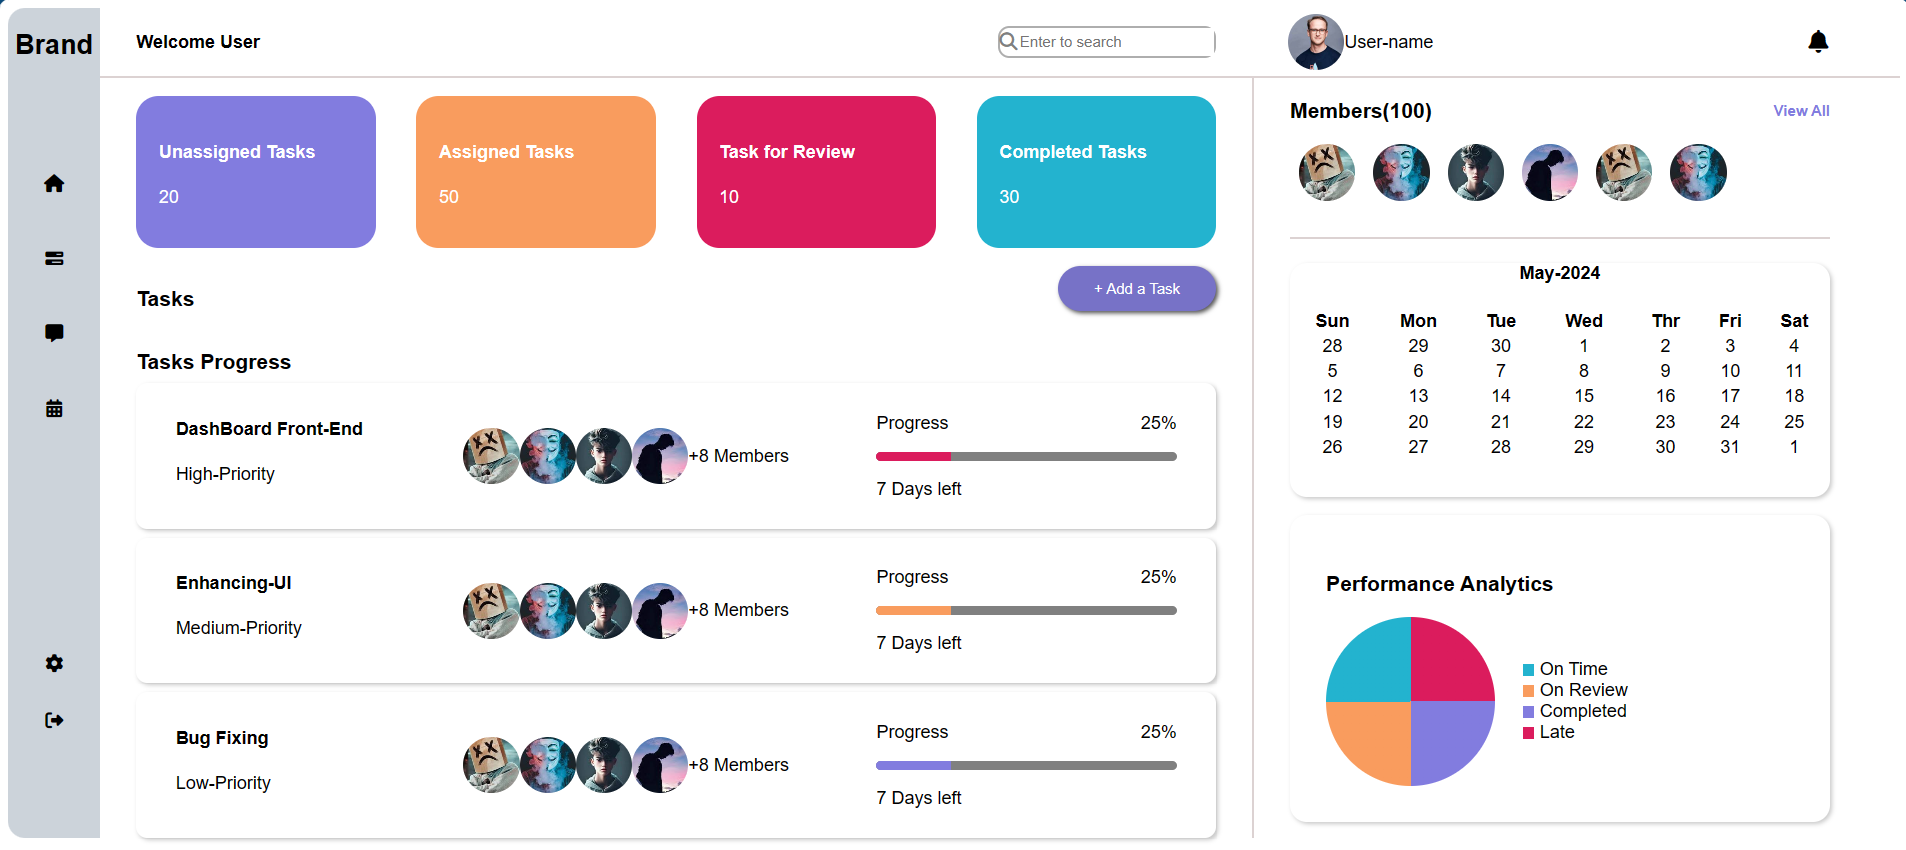 Brand
Welcome User
Enter to search
User-name
Unassigned Tasks
20
Assigned Tasks
50
Task for Review
10
Completed Tasks
30
Tasks
+ Add a Task
Tasks Progress
DashBoard Front-End
High-Priority
+8 Members
Progress 25%
7 Days left
Enhancing-UI
Medium-Priority
+8 Members
Progress 25%
7 Days left
Bug Fixing
Low-Priority
+8 Members
Progress 25%
7 Days left
Members(100)
View All
May-2024
Sun Mon Tue Wed Thr Fri Sat
28 29 30 1 2 3 4
5 6 7 8 9 10 11
12 13 14 15 16 17 18
19 20 21 22 23 24 25
26 27 28 29 30 31 1
Performance Analytics
On Time
On Review
Completed
Late